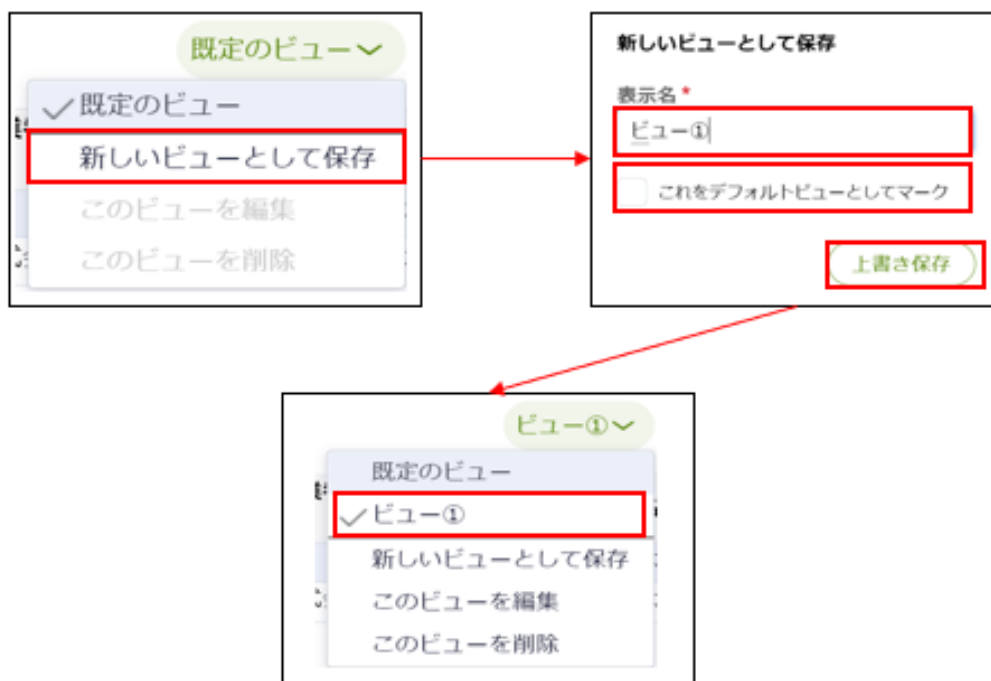 既定のビュー
既定のビュー
新しいビューとして保存
このビューを編集
このビューを削除
新しいビューとして保存
表示名 *
ビュー①
これをデフォルトビューとしてマーク
上書き保存
ビュー①
既定のビュー
ビュー①
新しいビューとして保存
このビューを編集
このビューを削除